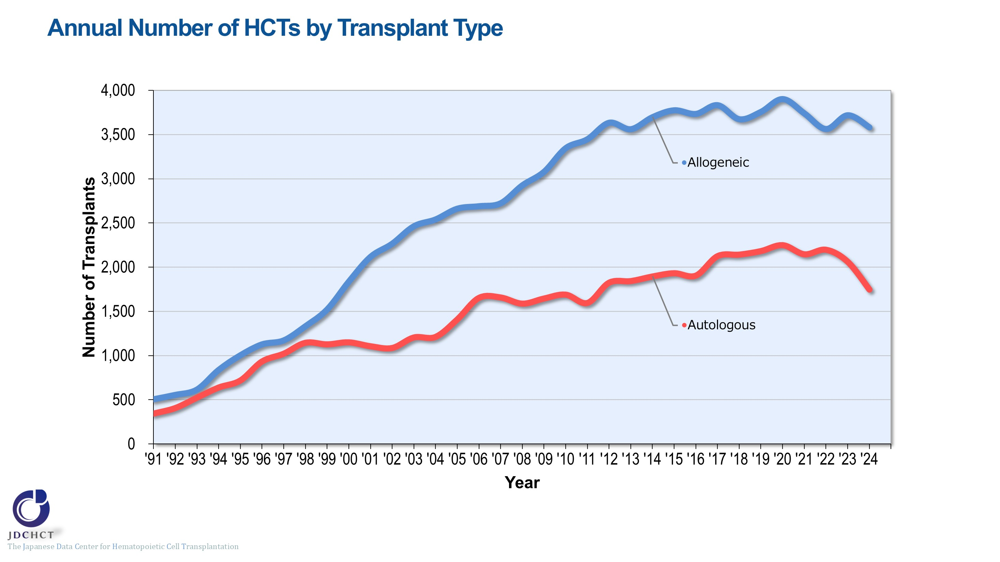 Annual Number of HCTs by Transplant Type
4,000
3,500
3,000
2,500
2,000
1,500
1,000
500
0
Number of Transplants
•Allogeneic
•Autologous
'91 '92 '93 '94 '95 '96 '97 '98 '99 '00 '01 '02 '03 '04 '05 '06 '07 '08 '09 '10 '11 '12 '13 '14 '15 '16 '17 '18 '19 '20 '21 '22 '23 '24
Year
JDCHCT
The Japanese Data Center for Hematopoietic Cell Transplantation